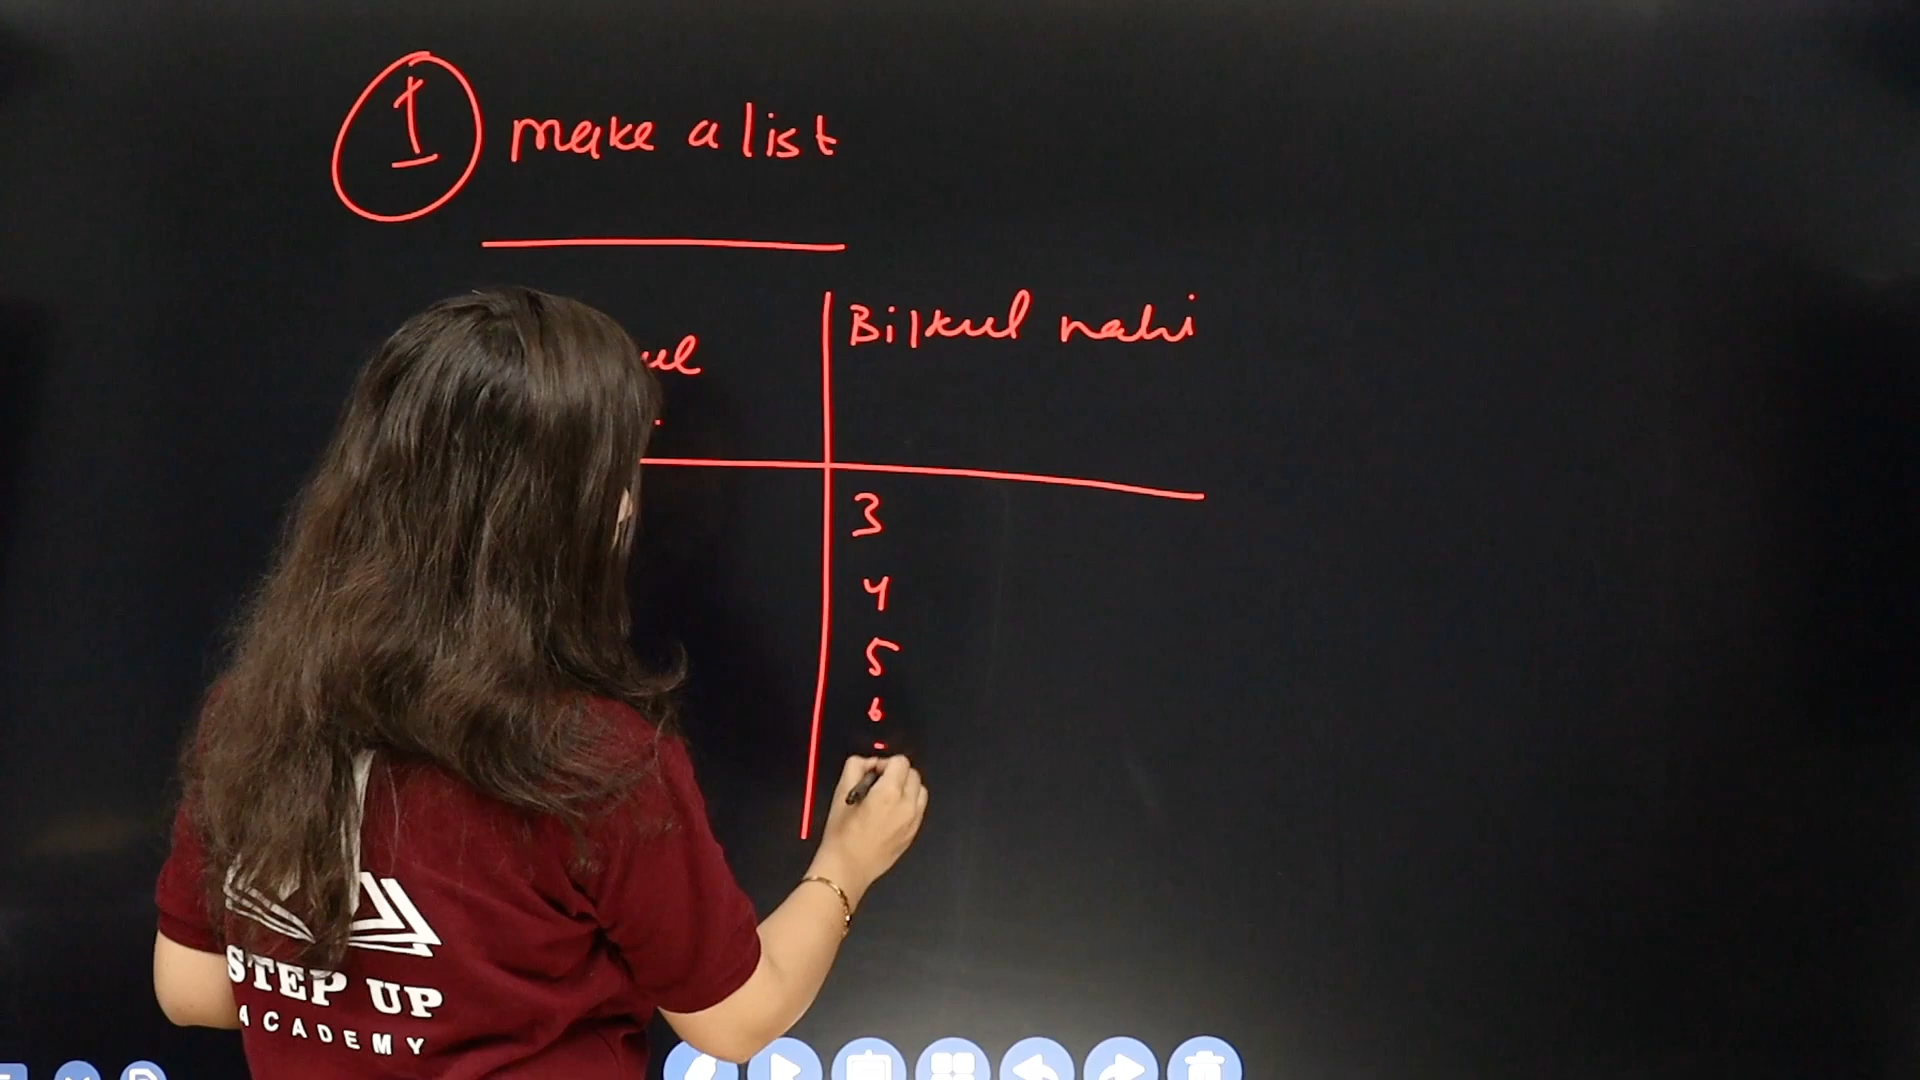 1 make a list
Bilkul nahi
3
4
5
6
STEP UP
ACADEMY